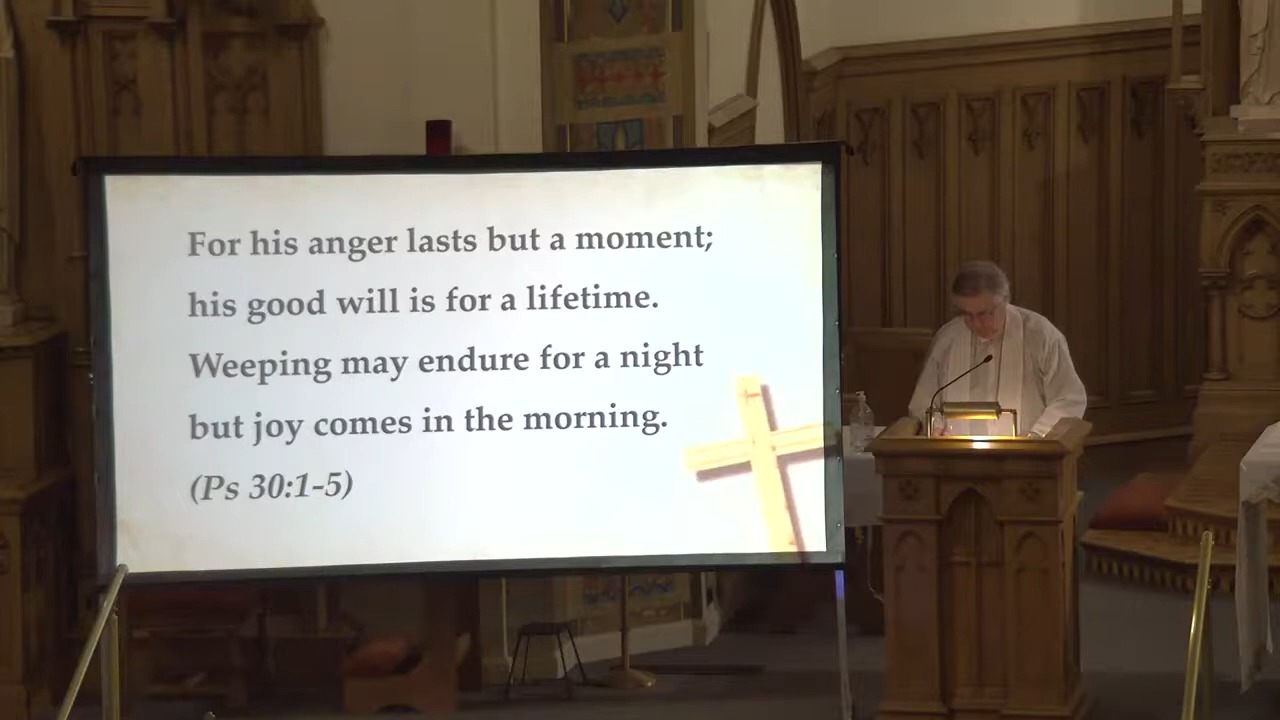 For his anger lasts but a moment;
his good will is for a lifetime.
Weeping may endure for a night
but joy comes in the morning.
(Ps 30:1-5)